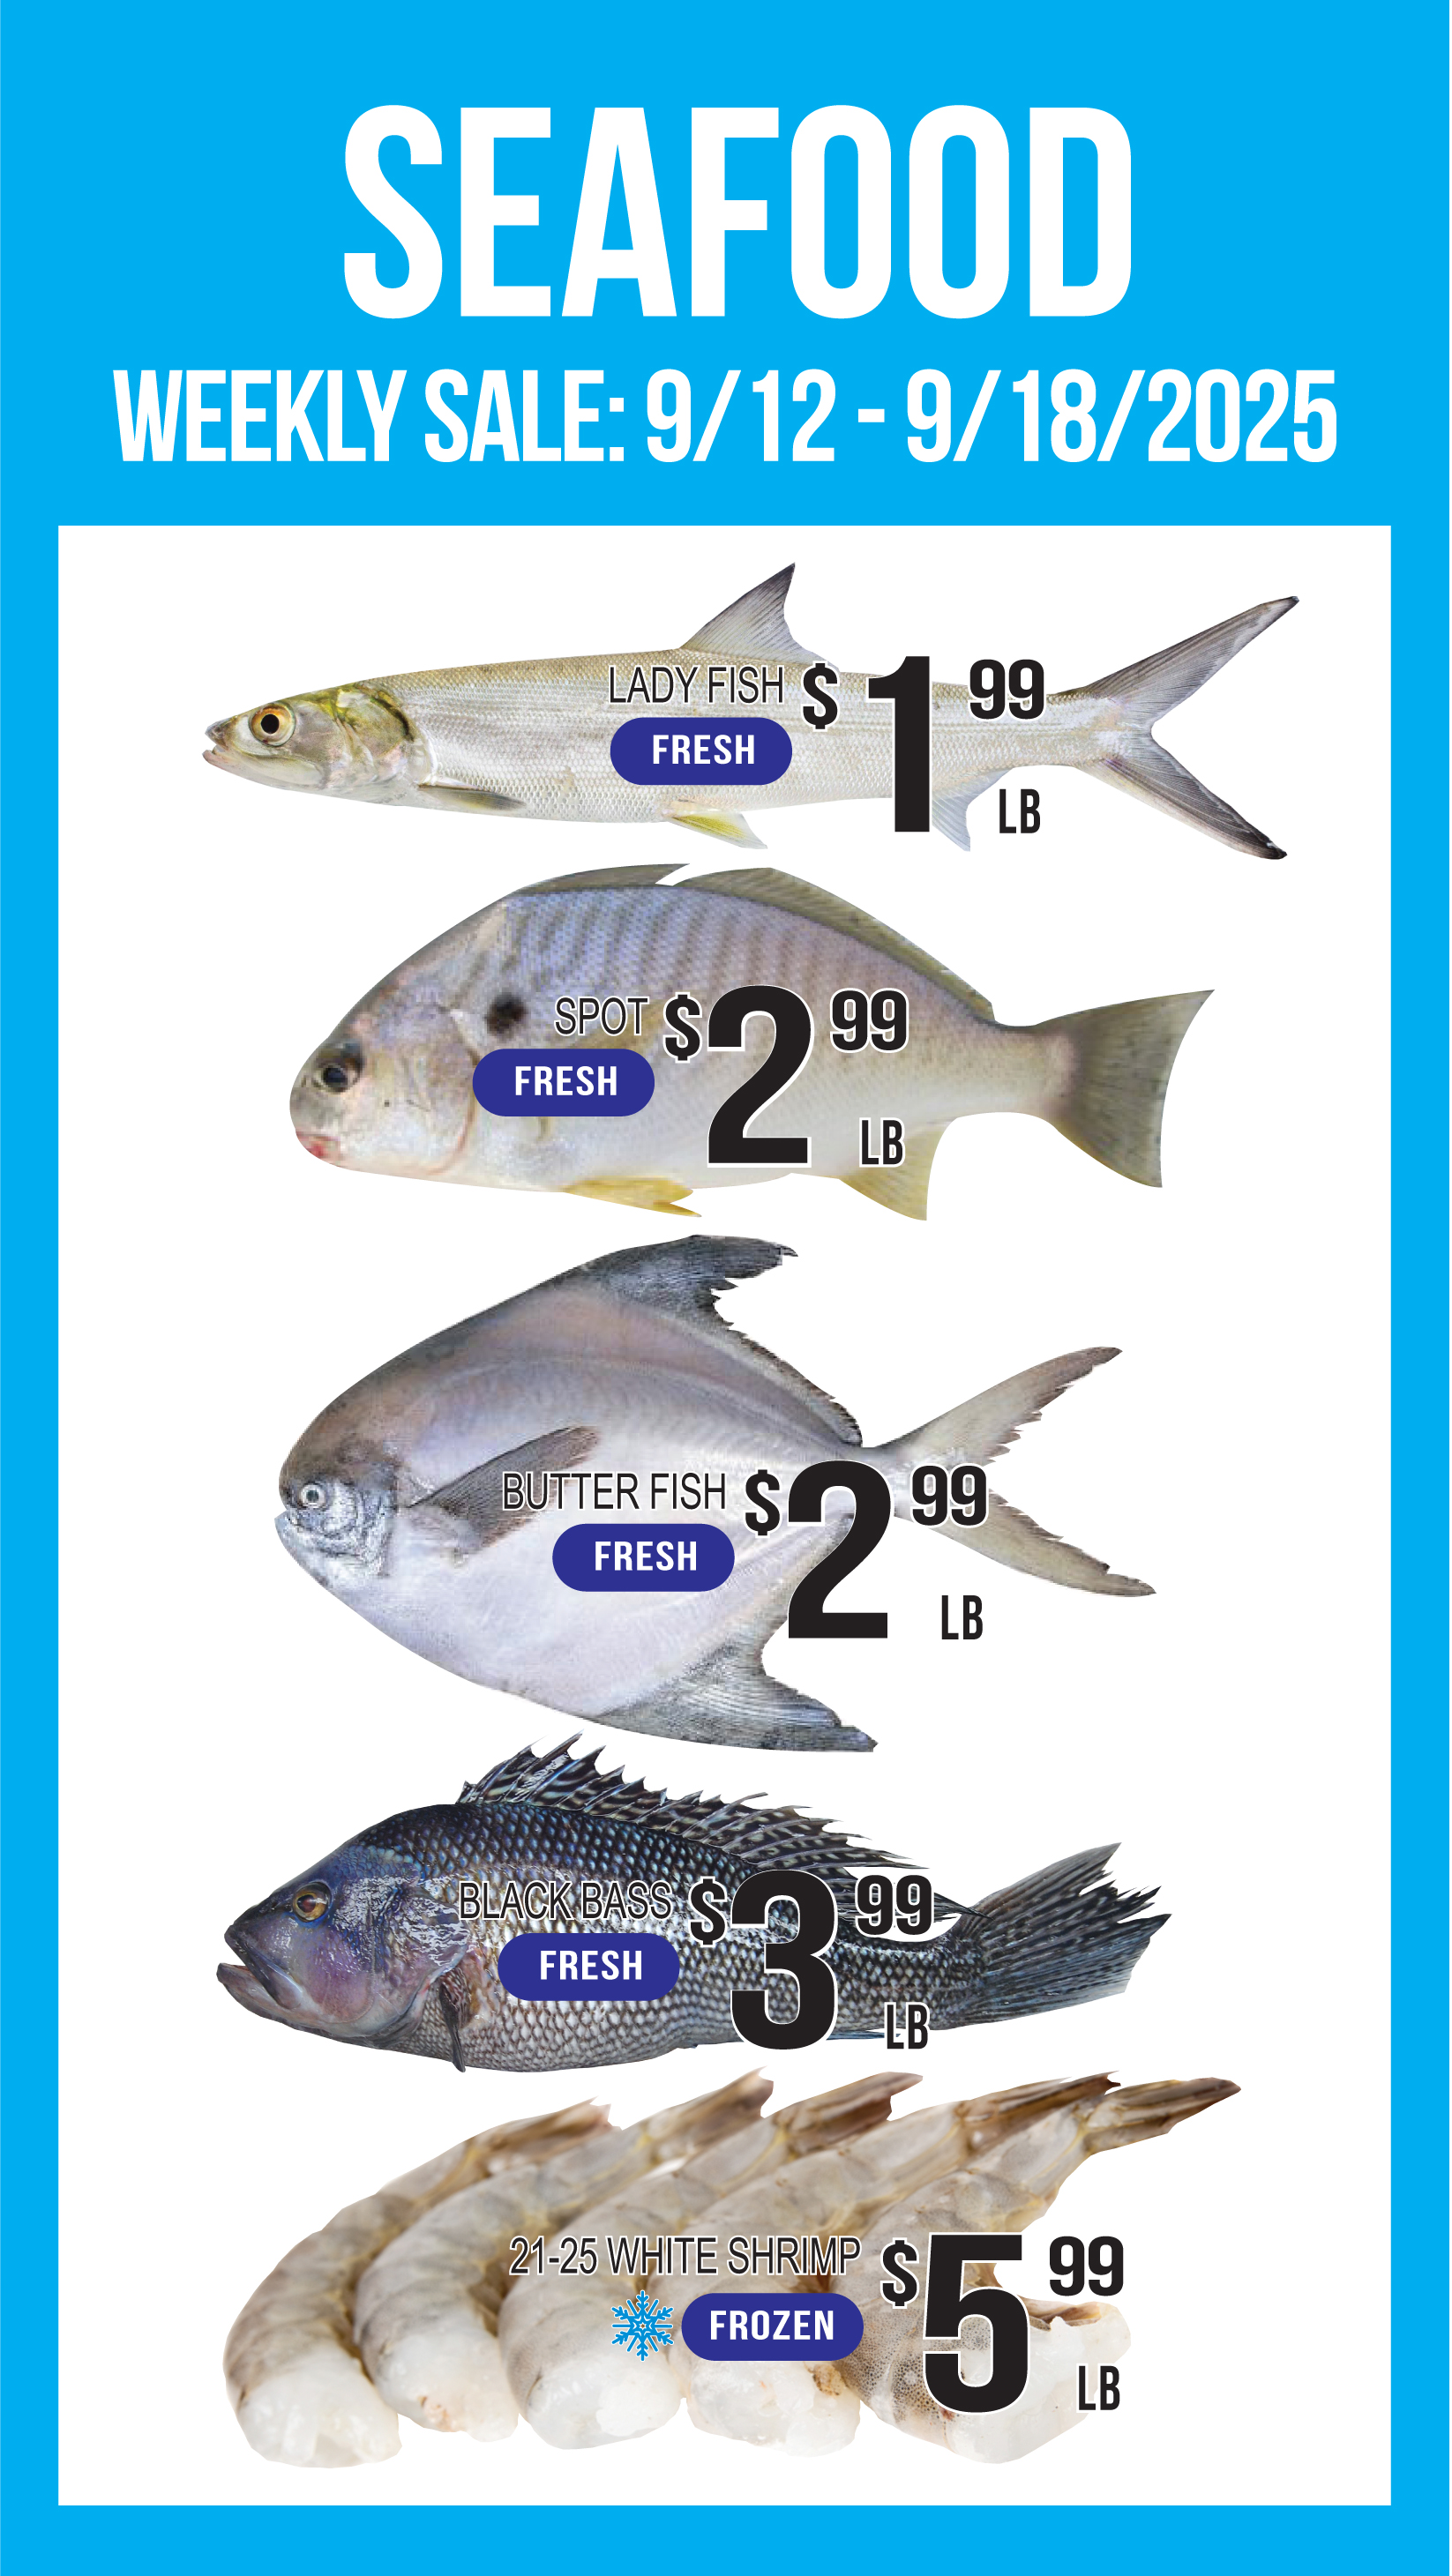 SEAFOOD
WEEKLY SALE: 9/12 - 9/18/2025
LADY FISH $1 99
FRESH
LB
SPOT $2 99
FRESH
LB
BUTTER FISH $2 99
FRESH
LB
BLACK BASS $3 99
FRESH
LB
21-25 WHITE SHRIMP $5 99
FROZEN
LB